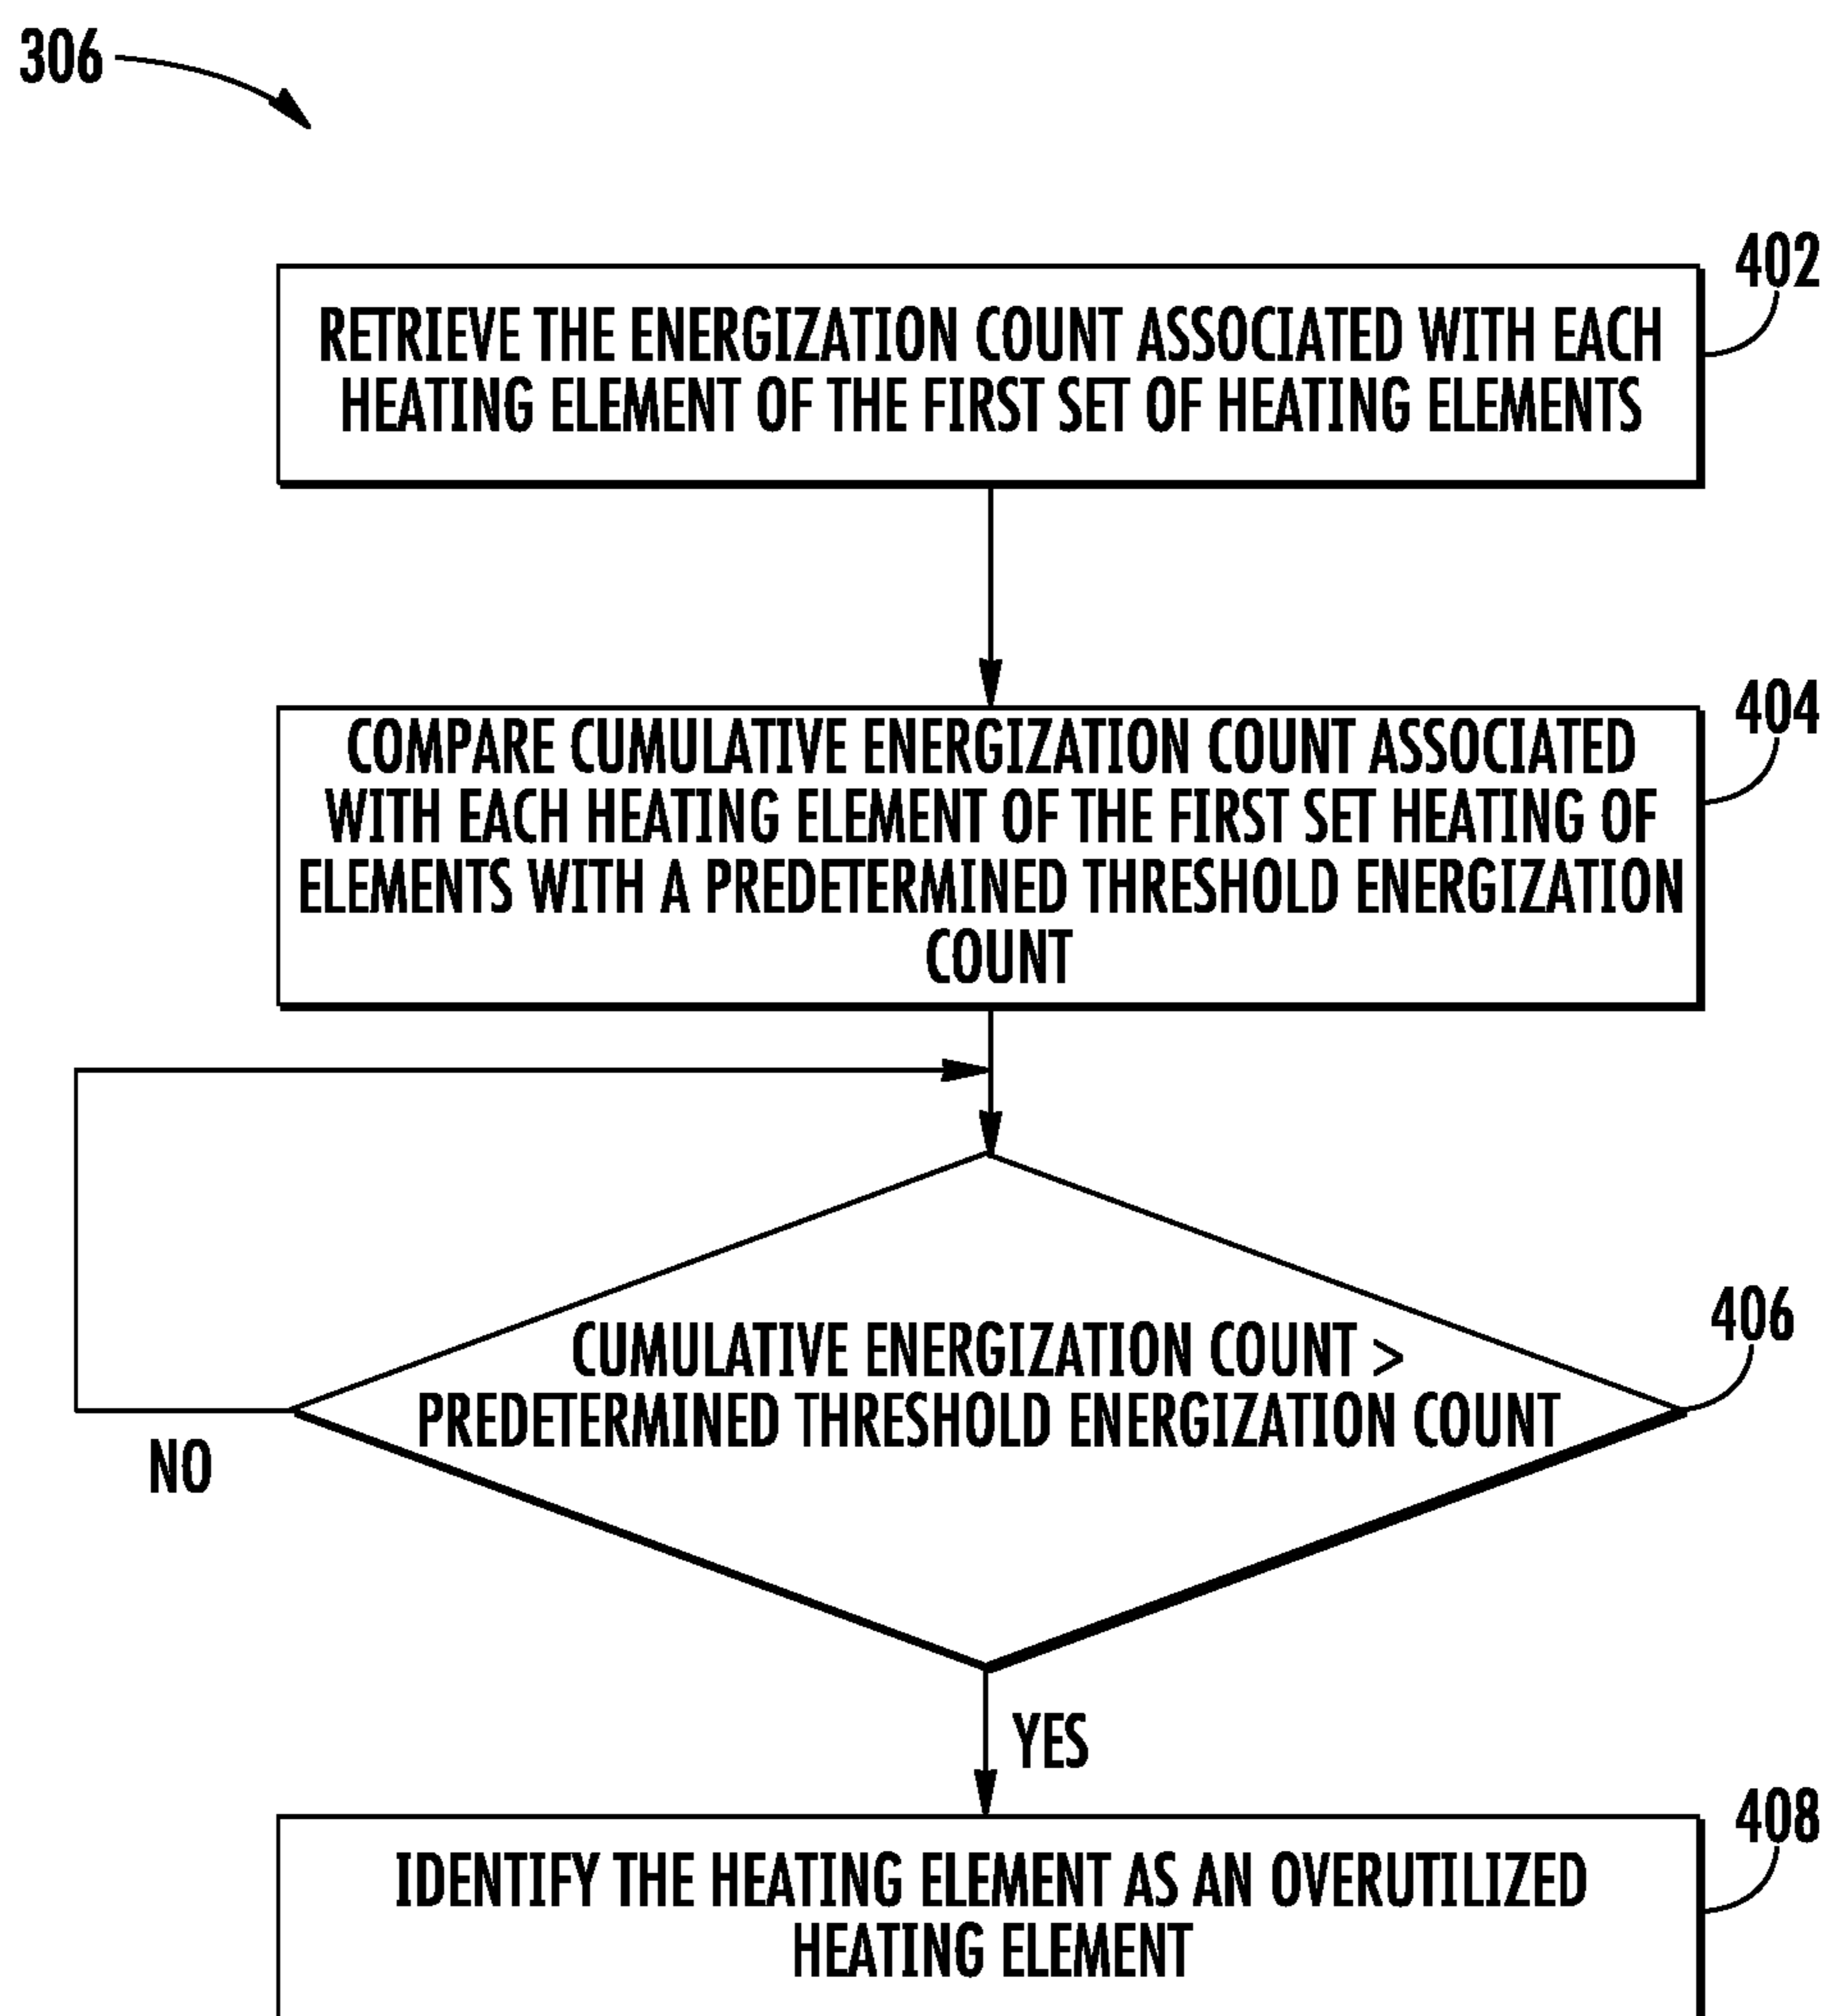 306
402
RETRIEVE THE ENERGIZATION COUNT ASSOCIATED WITH EACH
HEATING ELEMENT OF THE FIRST SET OF HEATING ELEMENTS
404
COMPARE CUMULATIVE ENERGIZATION COUNT ASSOCIATED
WITH EACH HEATING ELEMENT OF THE FIRST SET HEATING OF
ELEMENTS WITH A PREDETERMINED THRESHOLD ENERGIZATION
COUNT
406
CUMULATIVE ENERGIZATION COUNT >
PREDETERMINED THRESHOLD ENERGIZATION COUNT
NO
YES
408
IDENTIFY THE HEATING ELEMENT AS AN OVERUTILIZED
HEATING ELEMENT